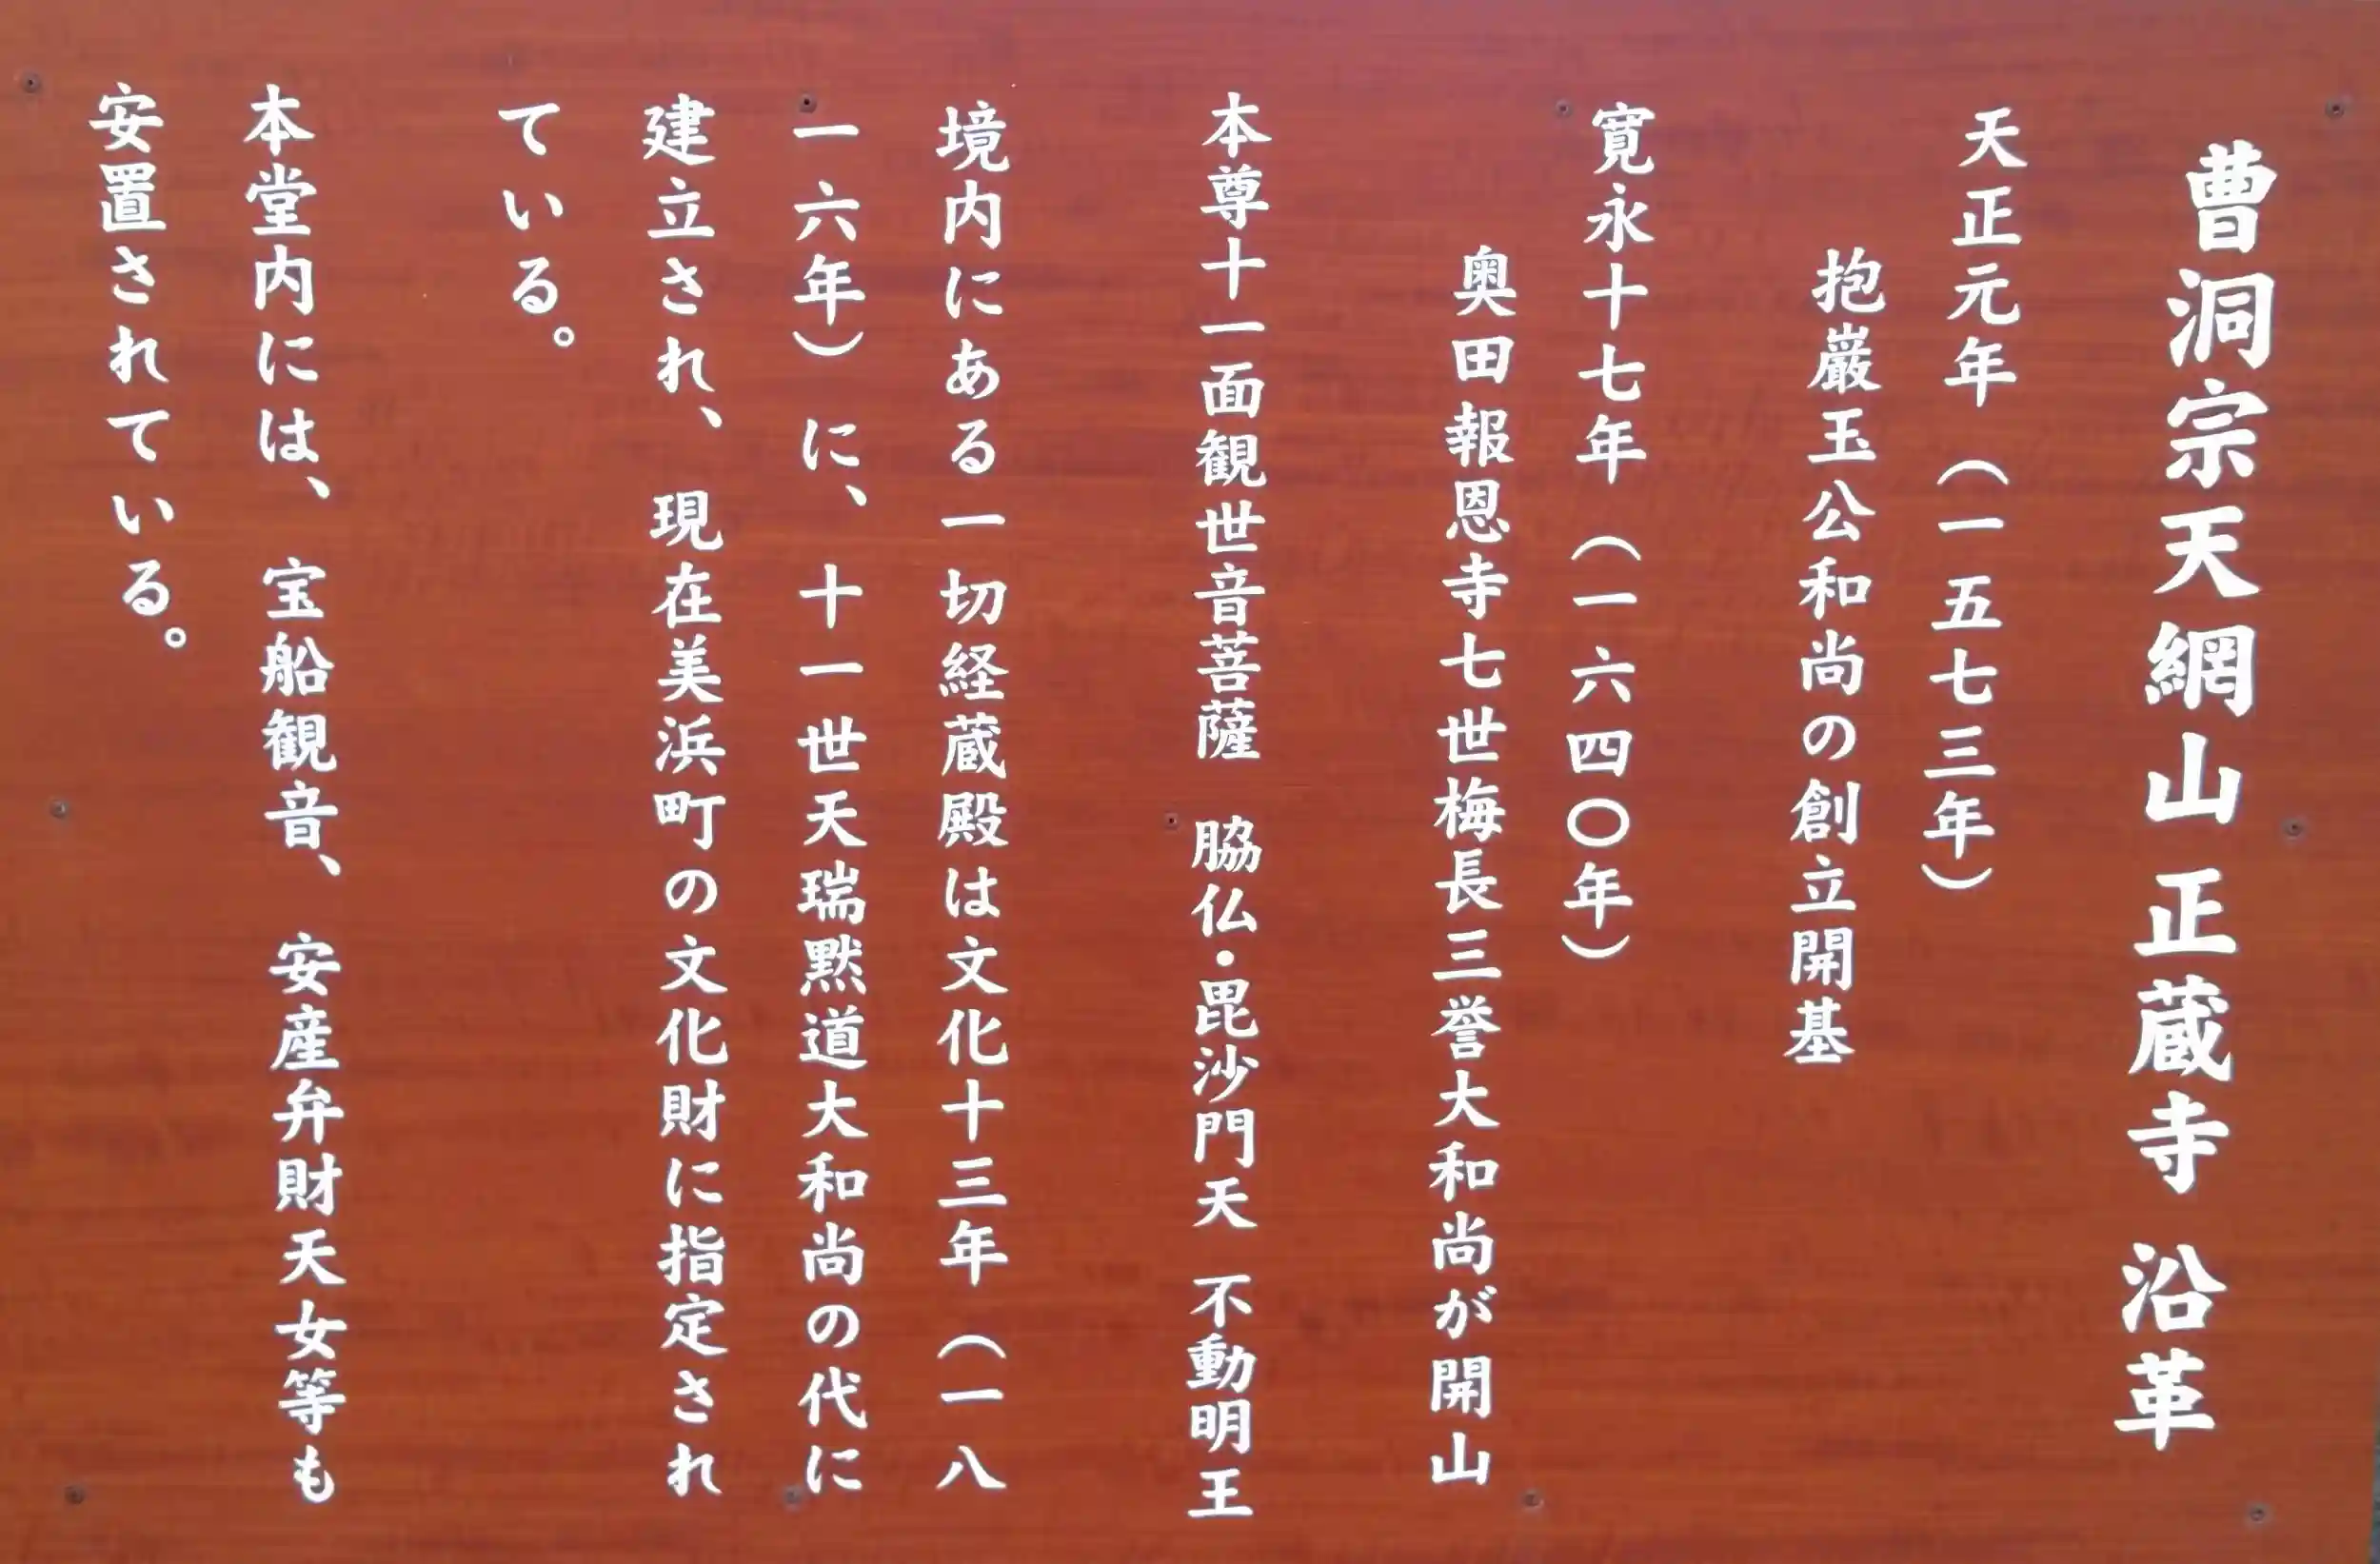 曹洞宗天網山 正蔵寺 沿革
天正元年（一五七三年）
抱巌玉公和尚の創立開基
寛永十七年（一六四〇年）
奥田報恩寺七世梅長三誉大和尚が開山
本尊十一面観世音菩薩 脇仏・毘沙門天 不動明王
境内にある一切経蔵殿は文化十三年（一八
一六年）に、十一世天瑞黙道大和尚の代に
建立され、現在美浜町の文化財に指定され
ている。
本堂内には、宝船観音、安産弁財天女等も
安置されている。